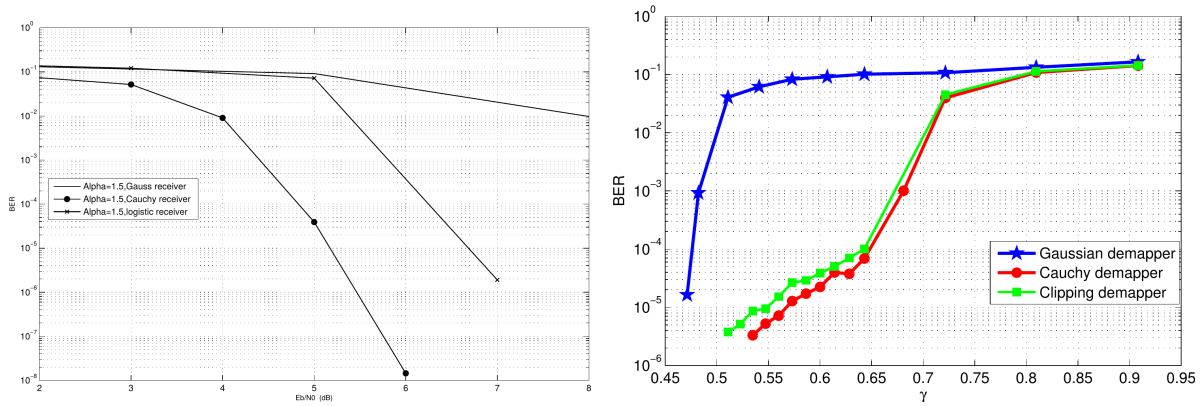 10^0
10^-1
10^-2
10^-3
10^-4
10^-5
10^-6
10^-7
10^-8
BER
Alpha=1.5,Gauss receiver
Alpha=1.5,Cauchy receiver
Alpha=1.5,logistic receiver
2 3 4 5 6 7 8
Eb/N0 (dB)
10^0
10^-1
10^-2
10^-3
10^-4
10^-5
10^-6
BER
Gaussian demapper
Cauchy demapper
Clipping demapper
0.45 0.5 0.55 0.6 0.65 0.7 0.75 0.8 0.85 0.9 0.95
γ